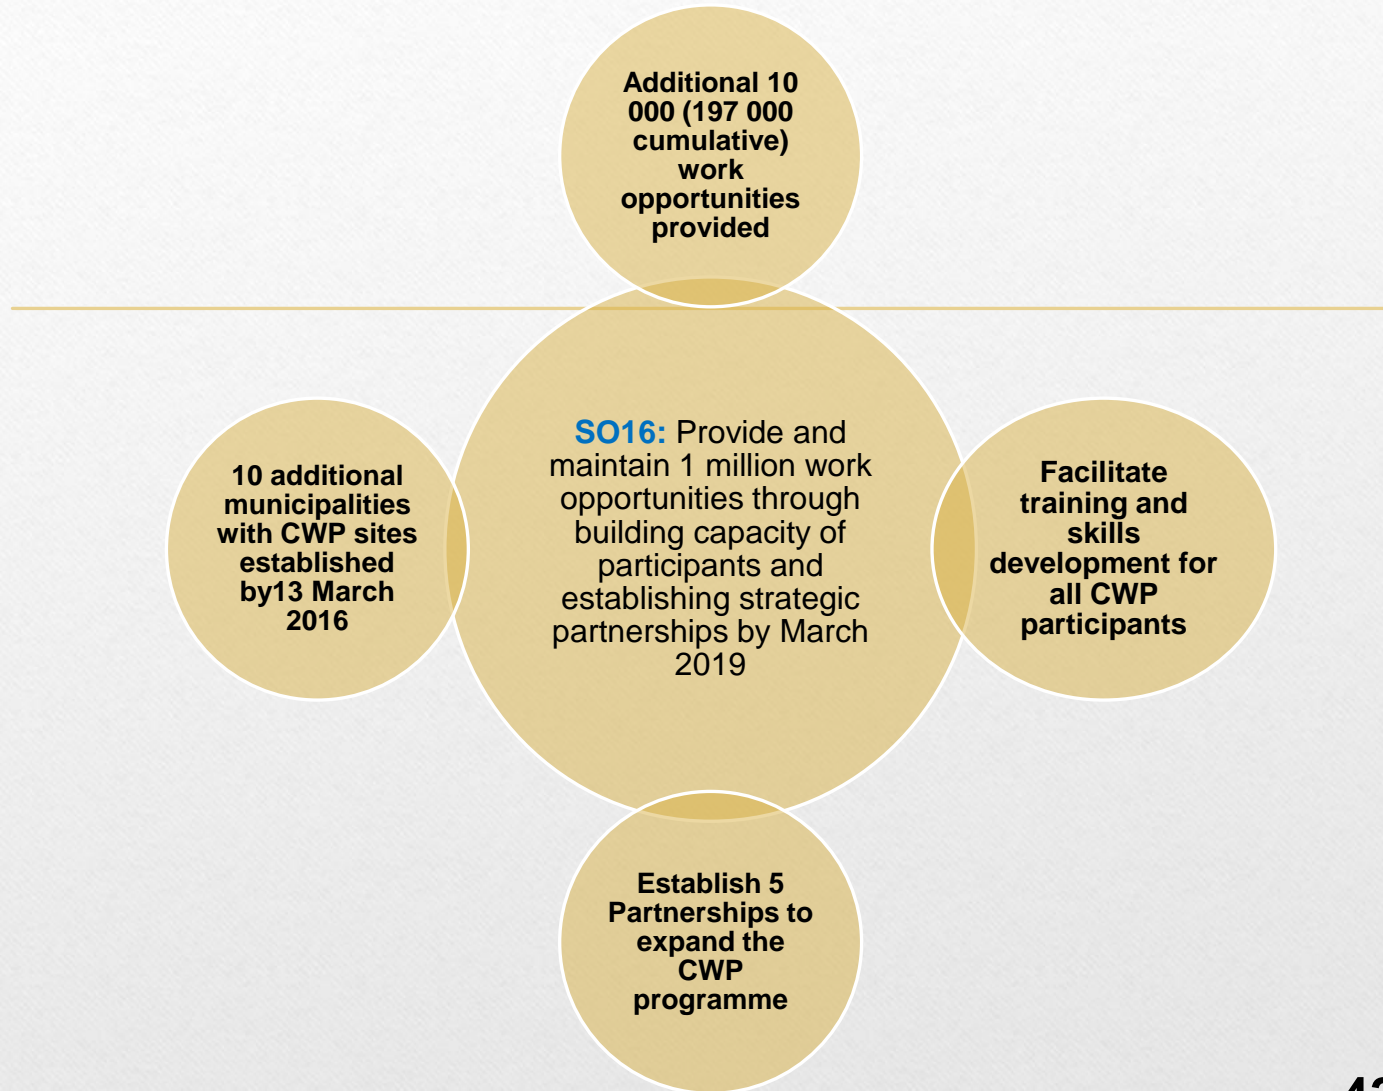 Additional 10
000 (197 000
cumulative)
work
opportunities
provided
SO16: Provide and
maintain 1 million work
opportunities through
building capacity of
participants and
establishing strategic
partnerships by March
2019
10 additional
municipalities
with CWP sites
established
by13 March
2016
Facilitate
training and
skills
development for
all CWP
participants
Establish 5
Partnerships to
expand the
CWP
programme